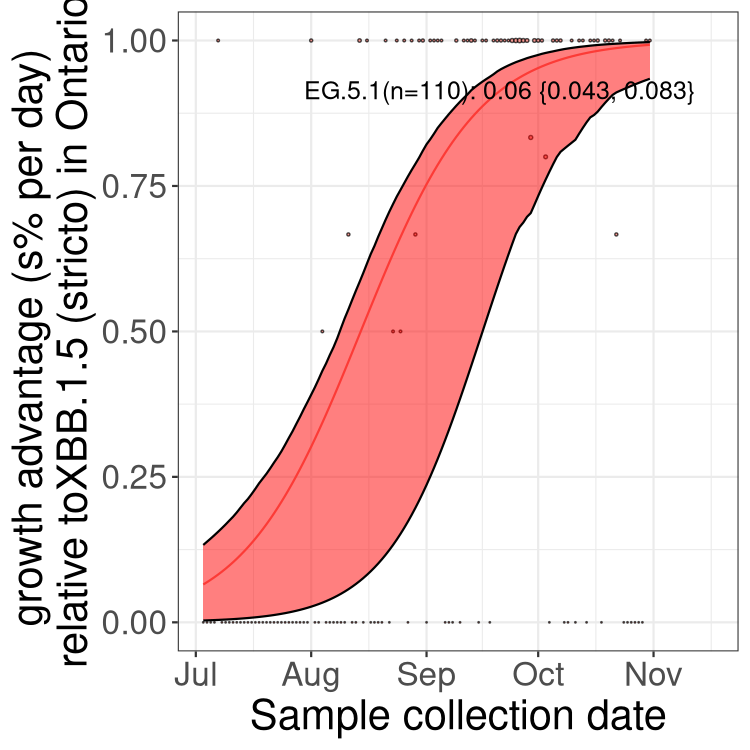 growth advantage (s% per day)
relative toXBB.1.5 (stricto) in Ontario
1.00
0.75
0.50
0.25
0.00
EG.5.1(n=110): 0.06 {0.043, 0.083}
Jul Aug Sep Oct Nov
Sample collection date